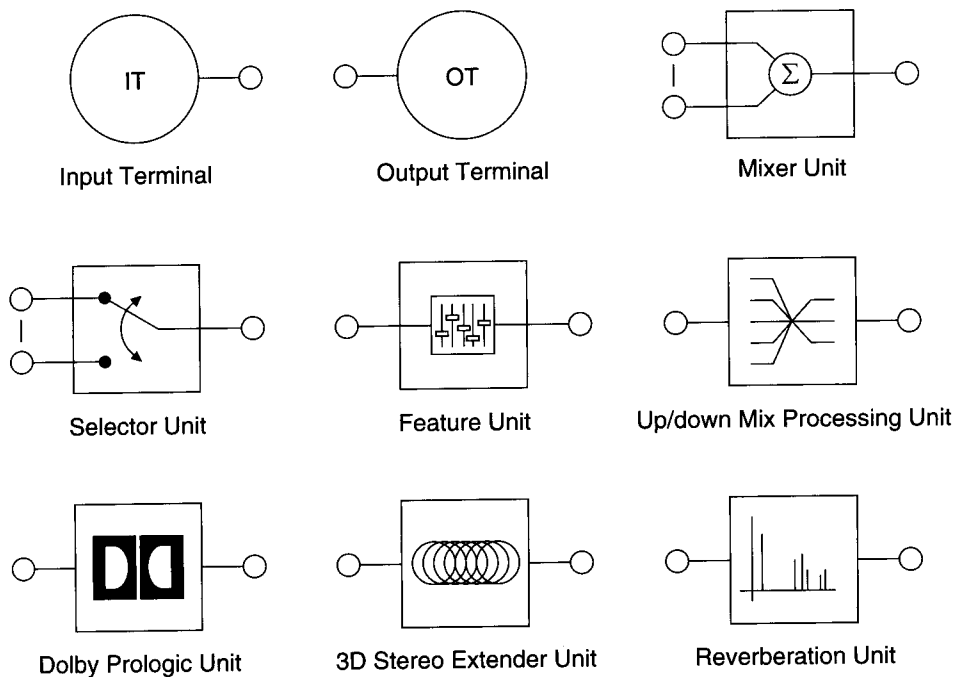 IT
OT
Σ
Input Terminal
Output Terminal
Mixer Unit
Selector Unit
Feature Unit
Up/down Mix Processing Unit
Dolby Prologic Unit
3D Stereo Extender Unit
Reverberation Unit